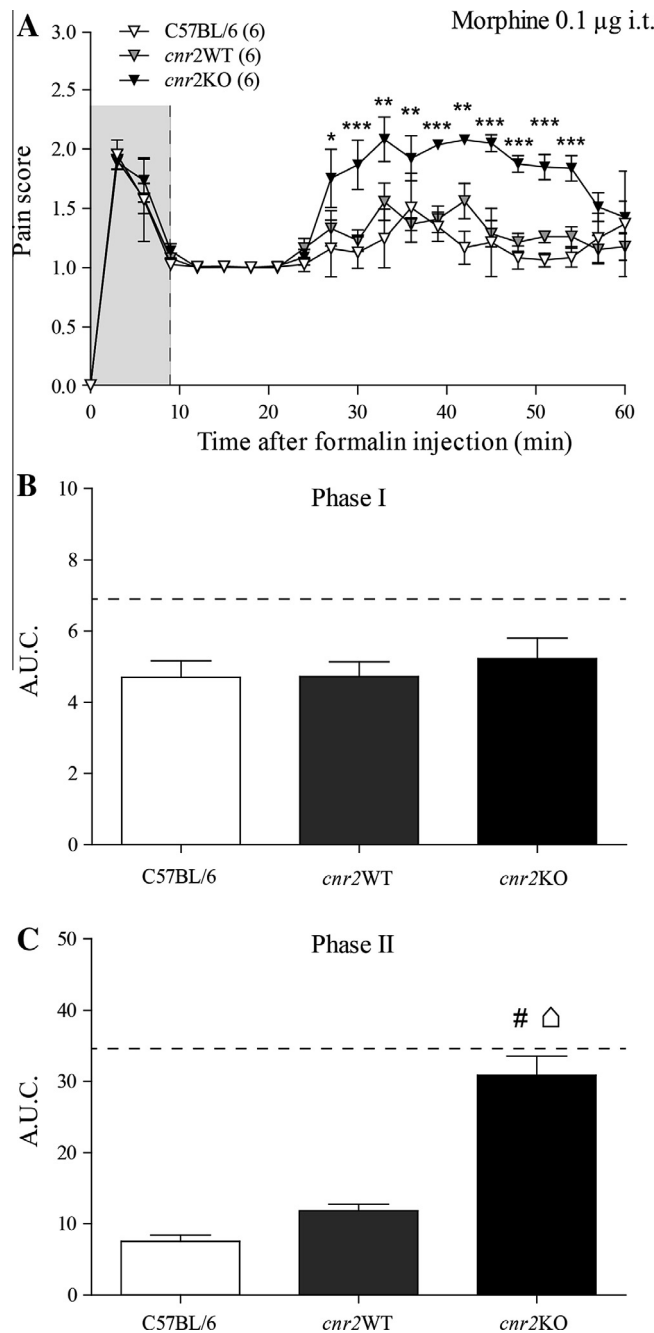 A
Morphine 0.1 µg i.t.
C57BL/6 (6)
cnr2WT (6)
cnr2KO (6)
3.0
2.5
2.0
1.5
1.0
0.5
0.0
Pain score
* *** ** ** *** ** *** *** *** ***
0 10 20 30 40 50 60
Time after formalin injection (min)
B
Phase I
10
8
6
4
2
0
A.U.C.
C57BL/6 cnr2WT cnr2KO
C
Phase II
50
40
30
20
10
0
A.U.C.
# ⌂
C57BL/6 cnr2WT cnr2KO